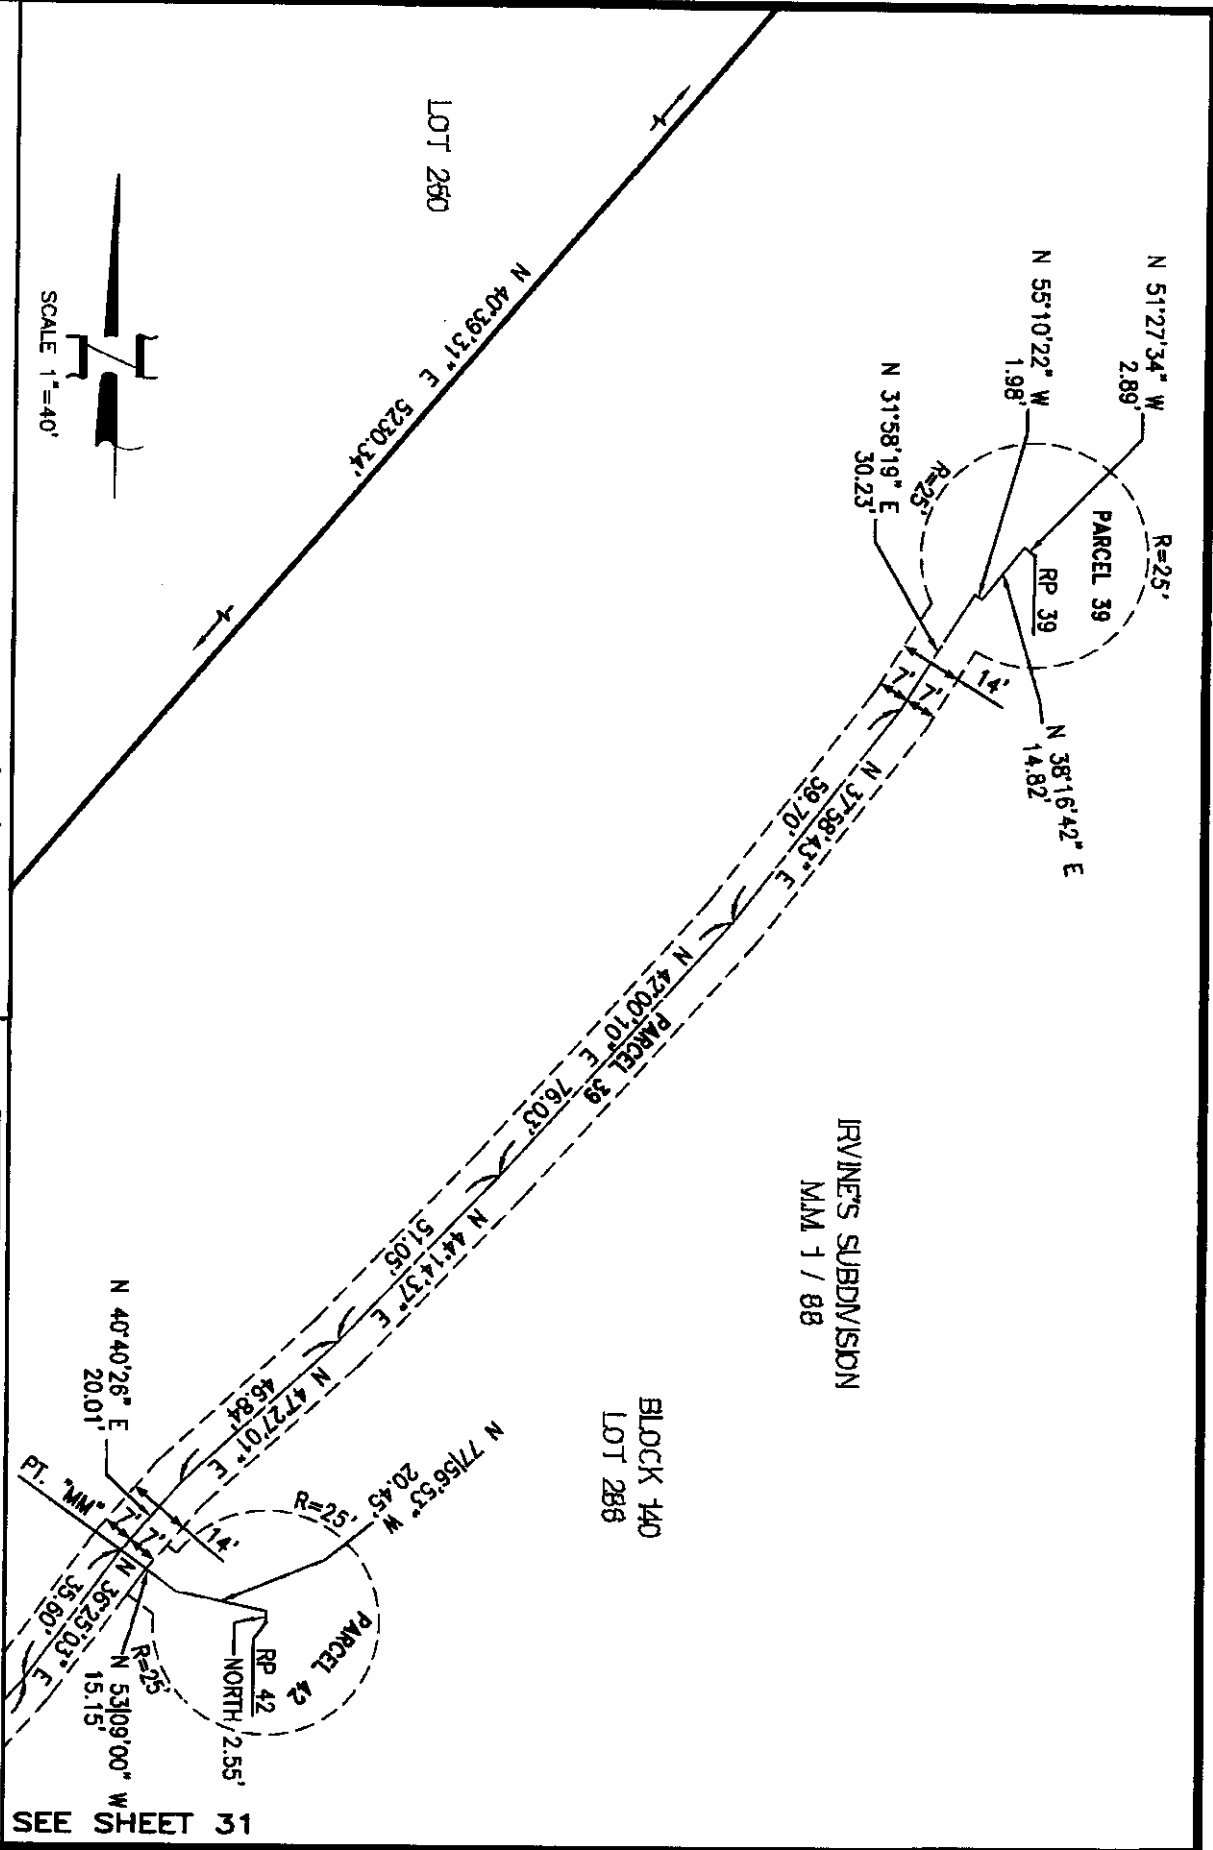 LOT 260
SCALE 1"=40'
N 40°39'31" E 5230.34'
N 51°27'34" W
2.89'
N 55°10'22" W
1.98'
N 31°58'19" E
30.23'
R=25'
R=25'
PARCEL 39
RP 39
N 38°16'42" E
14.82'
14'
7'
7'
N 37°58'43" E
59.70'
N 42°00'10" E 76.03'
PARCEL 39
N 44°14'37" E
51.05'
N 47°27'01" E
46.84'
IRVINE'S SUBDIVISION
M.M. 1 / 88
BLOCK 140
LOT 286
N 77°56'53" W
20.45'
N 40°40'26" E
20.01'
PT. "MM"
7'
7'
14'
R=25'
PARCEL 42
RP 42
NORTH 2.55'
R=25'
N 36°25'03" E
35.60'
N 53°09'00" W
15.15'
SEE SHEET 31